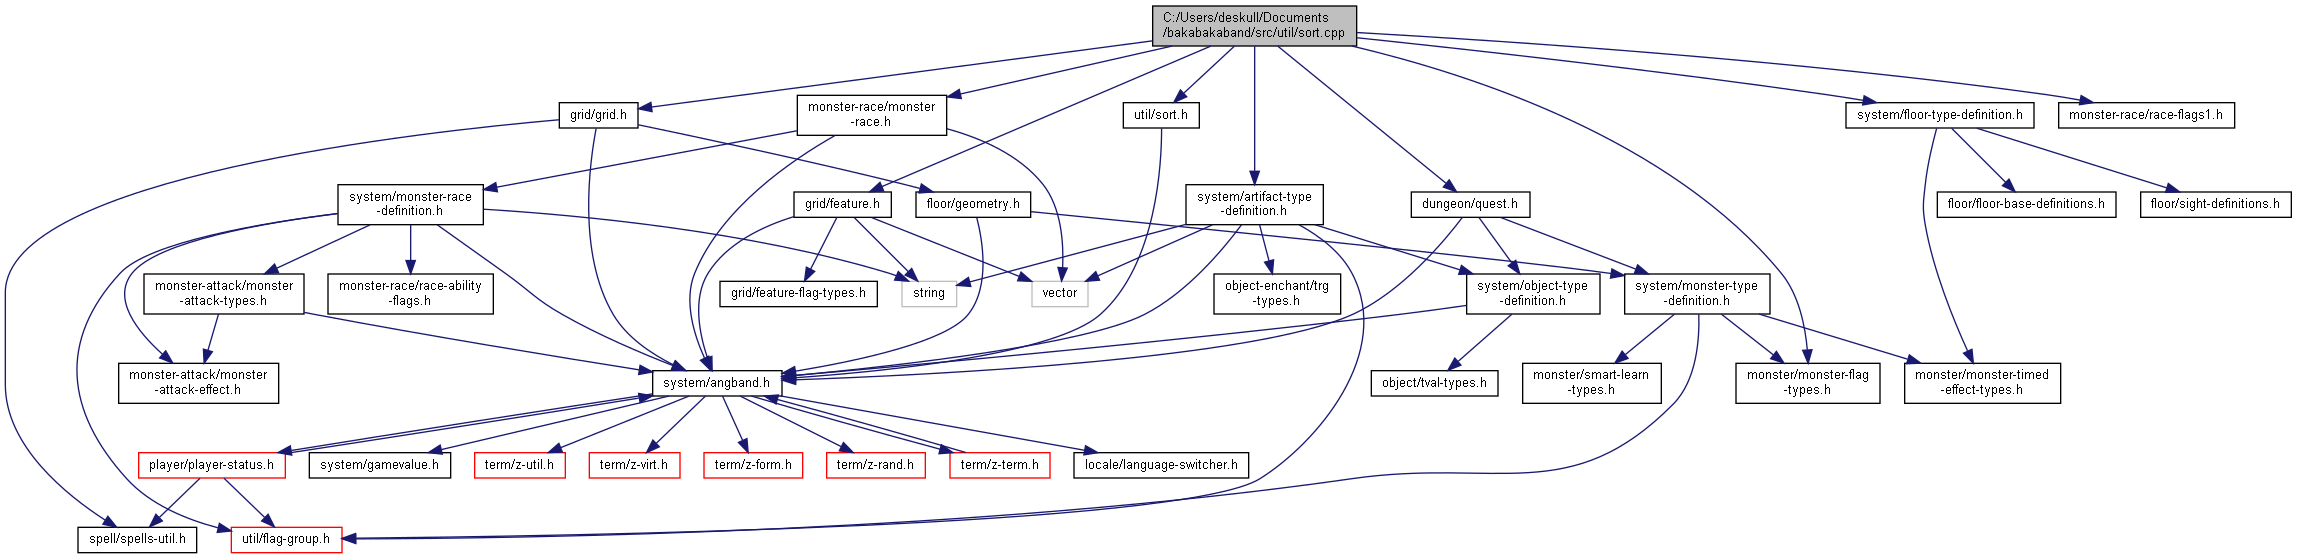 C:/Users/deskull/Documents
/bakabakaband/src/util/sort.cpp
grid/grid.h
monster-race/monster
-race.h
util/sort.h
system/floor-type-definition.h
monster-race/race-flags1.h
system/monster-race
-definition.h
grid/feature.h
floor/geometry.h
system/artifact-type
-definition.h
dungeon/quest.h
floor/floor-base-definitions.h
floor/sight-definitions.h
monster-attack/monster
-attack-types.h
monster-race/race-ability
-flags.h
grid/feature-flag-types.h
string
vector
object-enchant/trg
-types.h
system/object-type
-definition.h
system/monster-type
-definition.h
monster-attack/monster
-attack-effect.h
system/angband.h
object/tval-types.h
monster/smart-learn
-types.h
monster/monster-flag
-types.h
monster/monster-timed
-effect-types.h
player/player-status.h
system/gamevalue.h
term/z-util.h
term/z-virt.h
term/z-form.h
term/z-rand.h
term/z-term.h
locale/language-switcher.h
spell/spells-util.h
util/flag-group.h